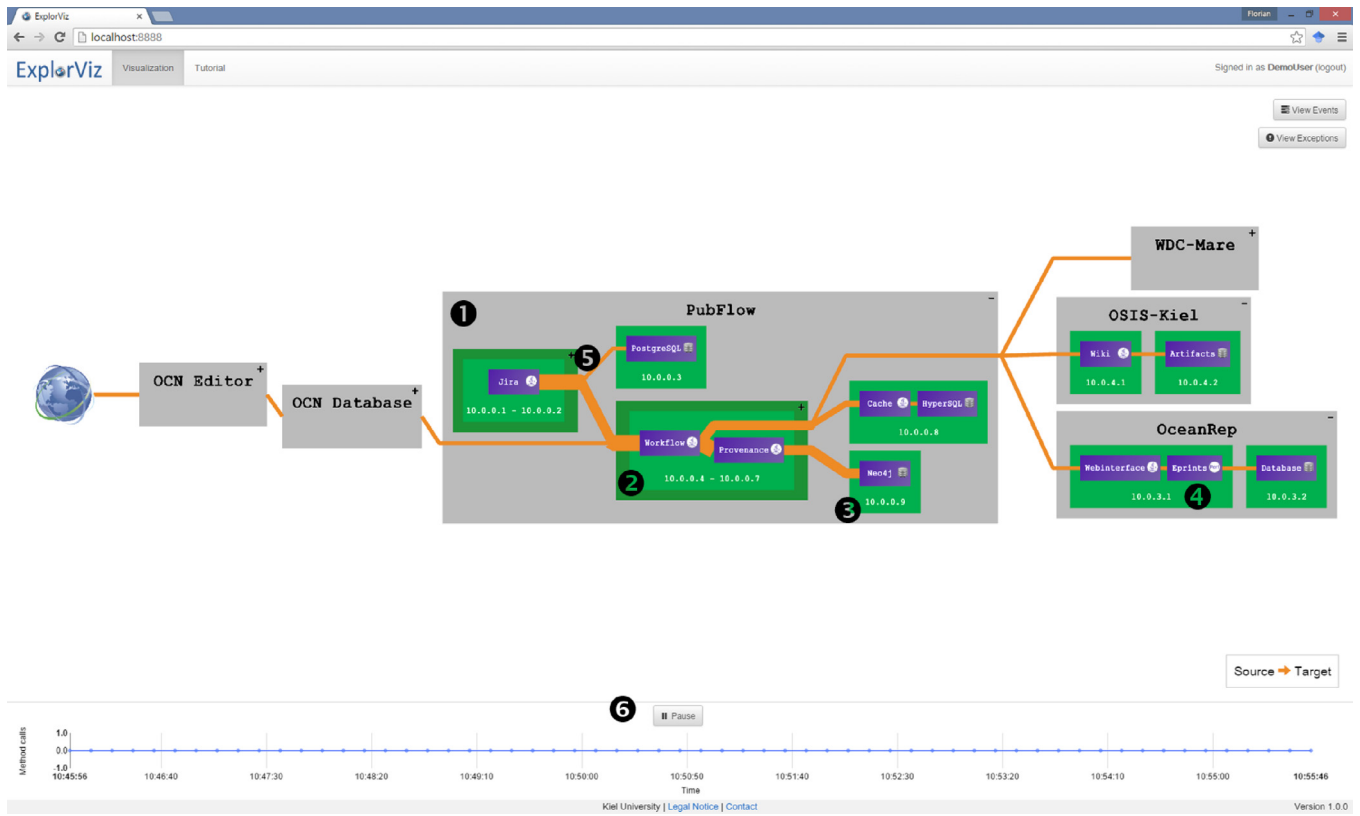 ExplorViz
Florian
localhost:8888
ExplorViz Visualization Tutorial Signed in as DemoUser (logout)
View Events
View Exceptions
WDC-Mare +
1 PubFlow -
OSIS-Kiel -
Wiki Artifacts
10.0.4.1 10.0.4.2
OCN Editor +
OCN Database +
+ 5
Jira
10.0.0.1 - 10.0.0.2
PostgreSQL
10.0.0.3
+
Workflow Provenance
2 10.0.0.4 - 10.0.0.7
Cache HyperSQL
10.0.0.8
Neo4j
3 10.0.0.9
OceanRep -
Webinterface Eprints Database
10.0.3.1 4 10.0.3.2
Source Target
6 Pause
Method calls
1.0
0.0
-1.0
10:45:56 10:46:40 10:47:30 10:48:20 10:49:10 10:50:00 10:50:50 10:51:40 10:52:30 10:53:20 10:54:10 10:55:00 10:55:46
Time
Kiel University | Legal Notice | Contact Version 1.0.0